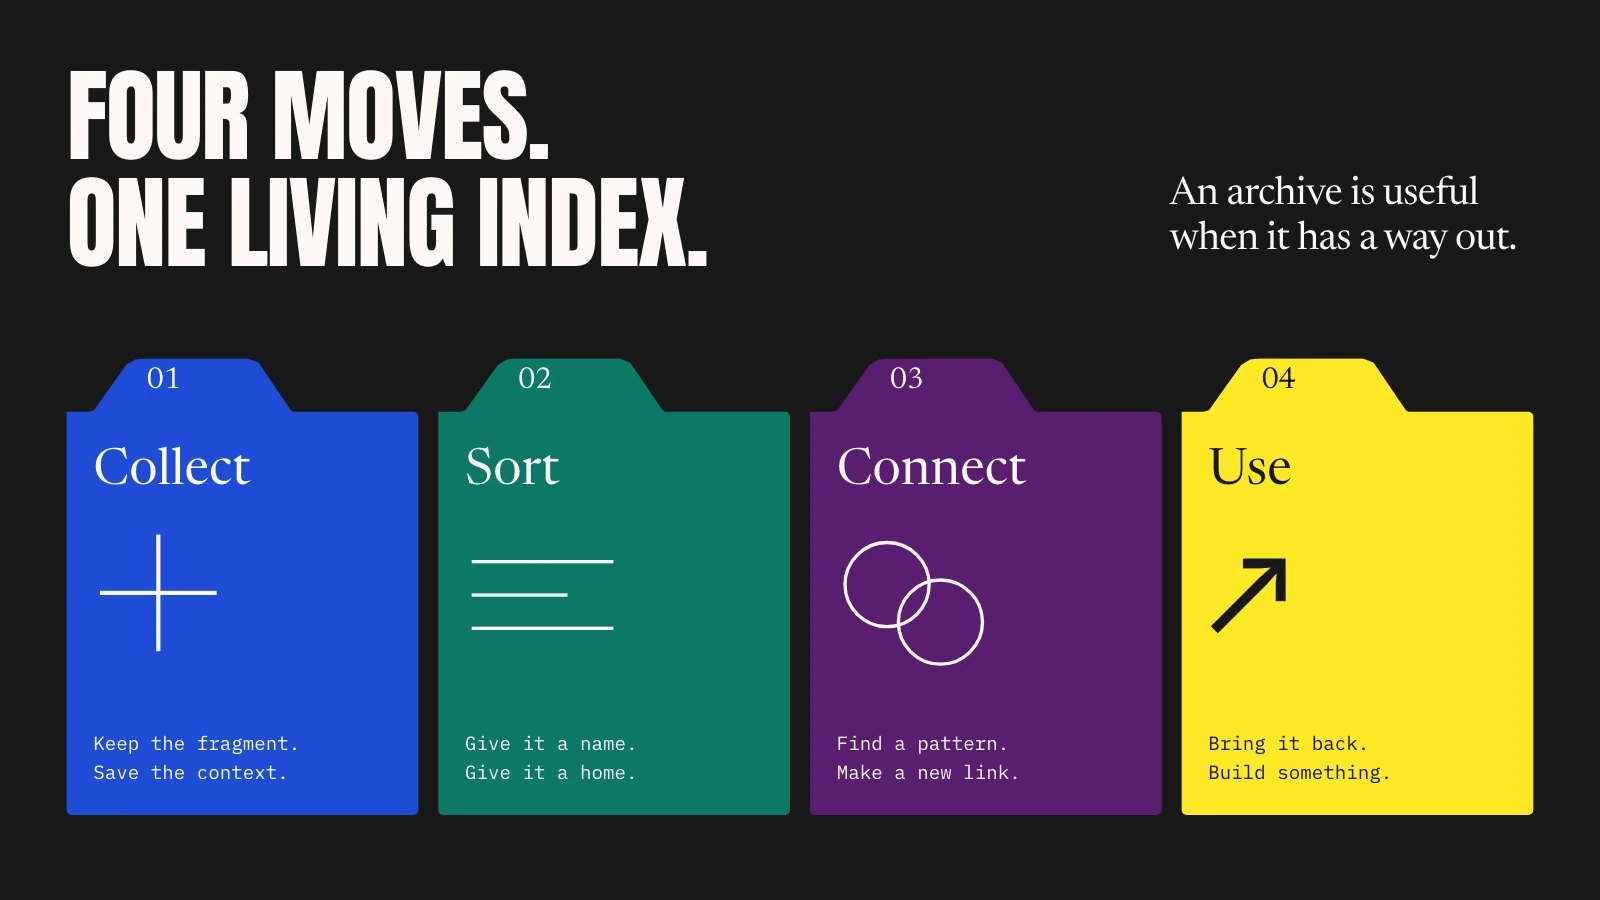 FOUR MOVES.
ONE LIVING INDEX.
An archive is useful
when it has a way out.
01
Collect
Keep the fragment.
Save the context.
02
Sort
Give it a name.
Give it a home.
03
Connect
Find a pattern.
Make a new link.
04
Use
Bring it back.
Build something.